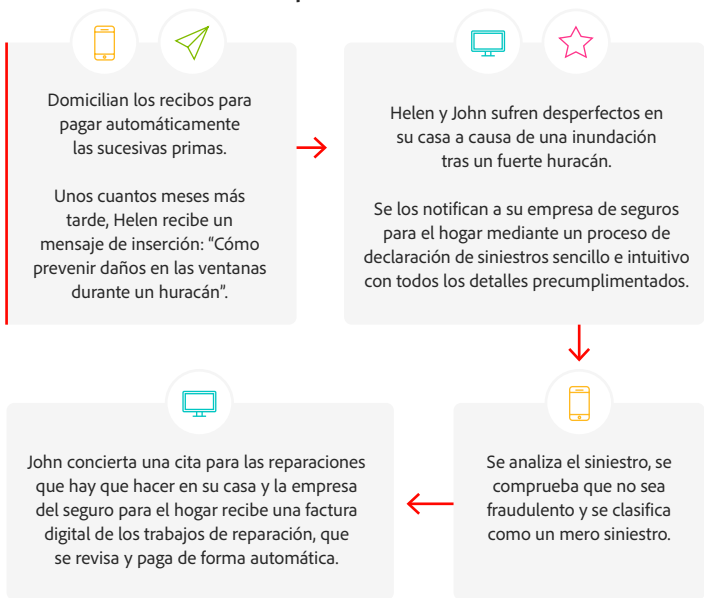 Domicilian los recibos para
pagar automáticamente
las sucesivas primas.
Unos cuantos meses más
tarde, Helen recibe un
mensaje de inserción: “Cómo
prevenir daños en las ventanas
durante un huracán”.
Helen y John sufren desperfectos en
su casa a causa de una inundación
tras un fuerte huracán.
Se los notifican a su empresa de seguros
para el hogar mediante un proceso de
declaración de siniestros sencillo e intuitivo
con todos los detalles precumplimentados.
Se analiza el siniestro, se
comprueba que no sea
fraudulento y se clasifica
como un mero siniestro.
John concierta una cita para las reparaciones
que hay que hacer en su casa y la empresa
del seguro para el hogar recibe una factura
digital de los trabajos de reparación, que
se revisa y paga de forma automática.